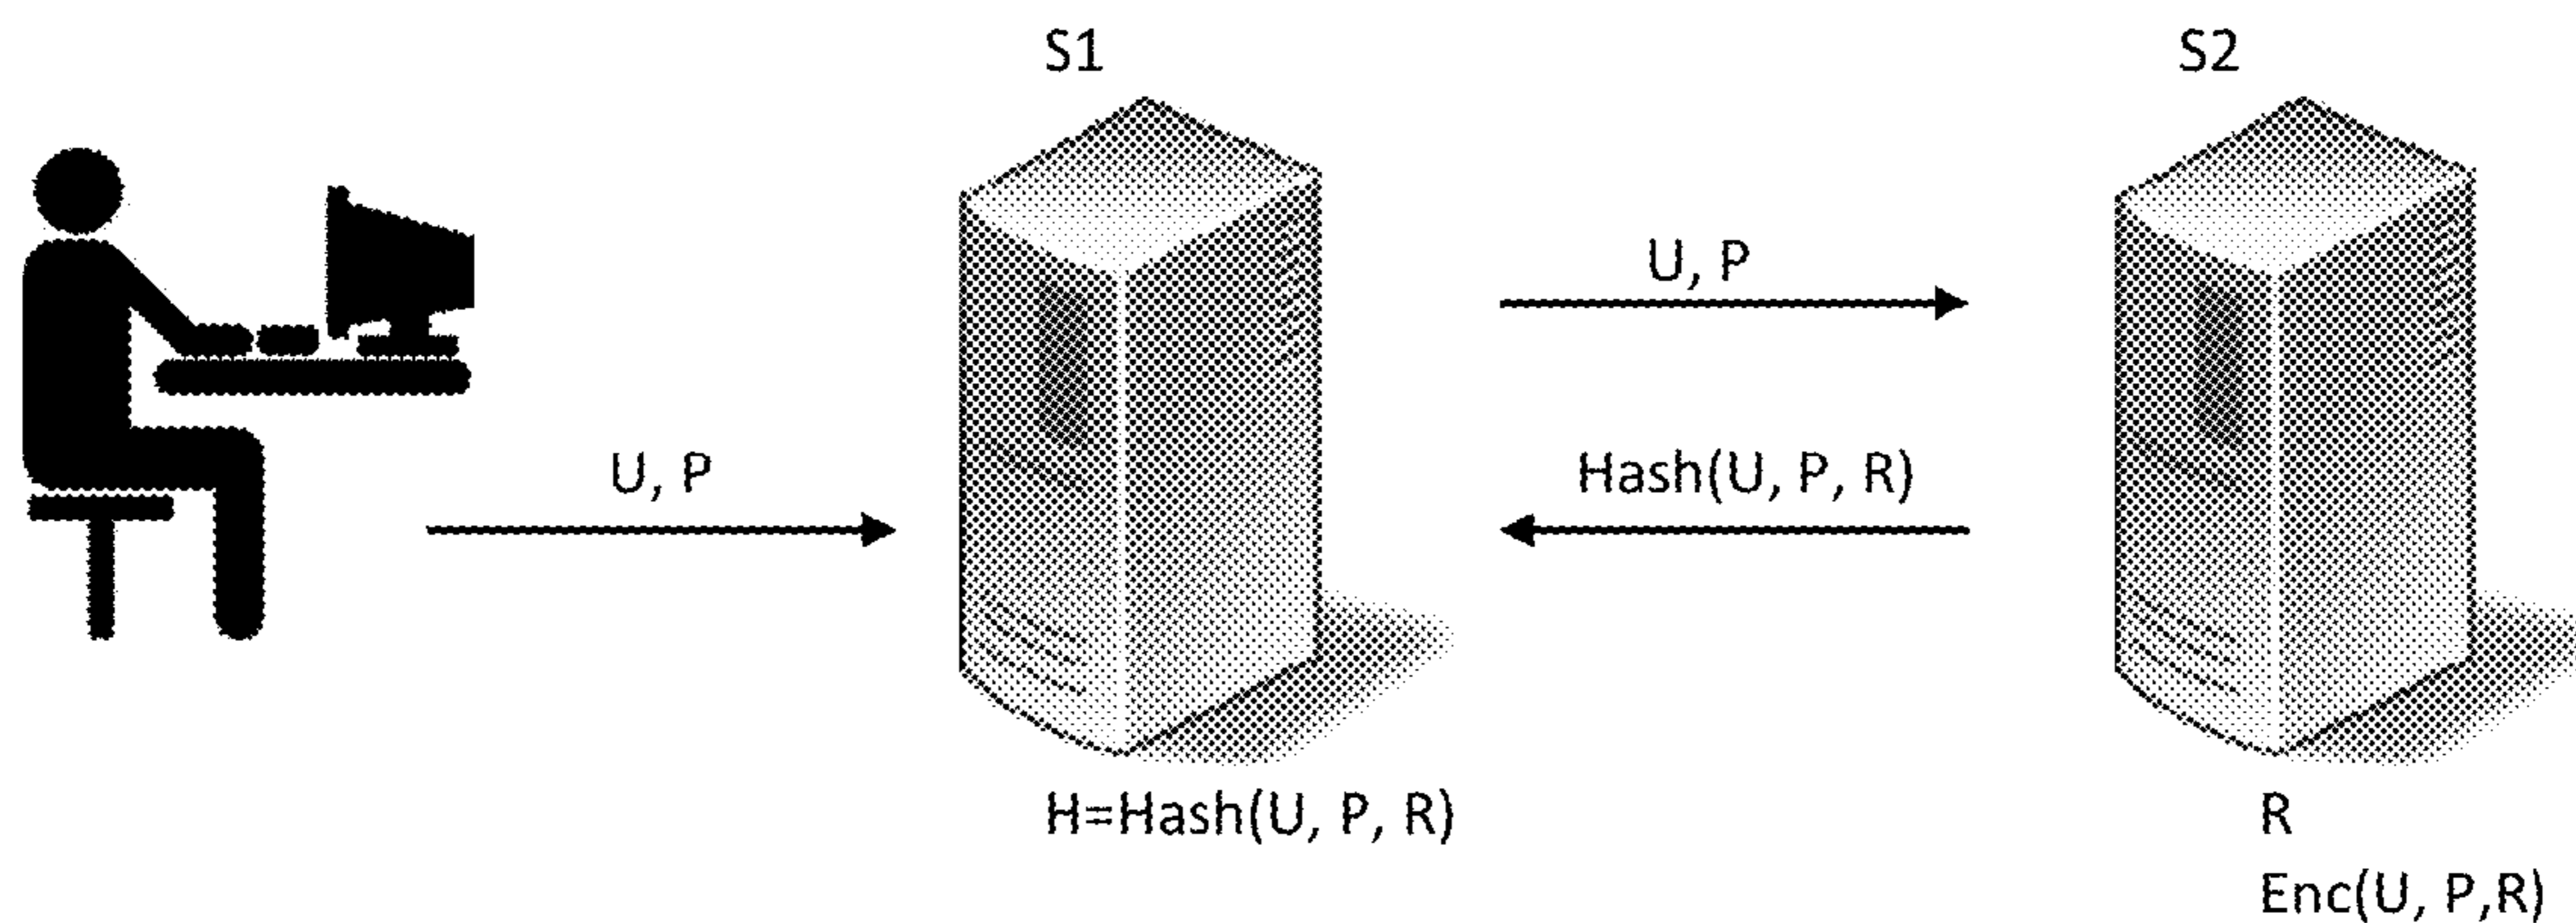 S1
S2
U, P
U, P
Hash(U, P, R)
H=Hash(U, P, R)
R
Enc(U, P,R)